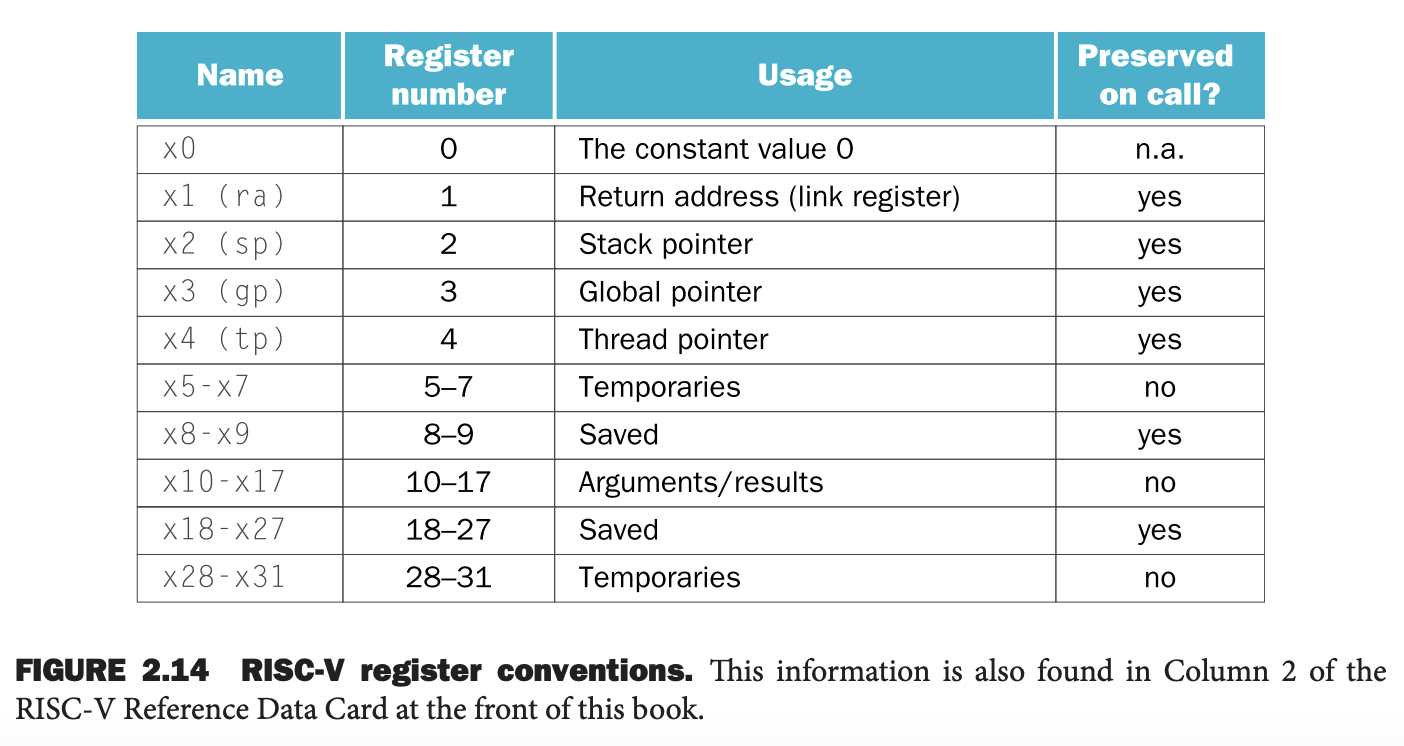 Name Register number Usage Preserved on call?
x0 0 The constant value 0 n.a.
x1 (ra) 1 Return address (link register) yes
x2 (sp) 2 Stack pointer yes
x3 (gp) 3 Global pointer yes
x4 (tp) 4 Thread pointer yes
x5-x7 5–7 Temporaries no
x8-x9 8–9 Saved yes
x10-x17 10–17 Arguments/results no
x18-x27 18–27 Saved yes
x28-x31 28–31 Temporaries no
FIGURE 2.14 RISC-V register conventions. This information is also found in Column 2 of the
RISC-V Reference Data Card at the front of this book.